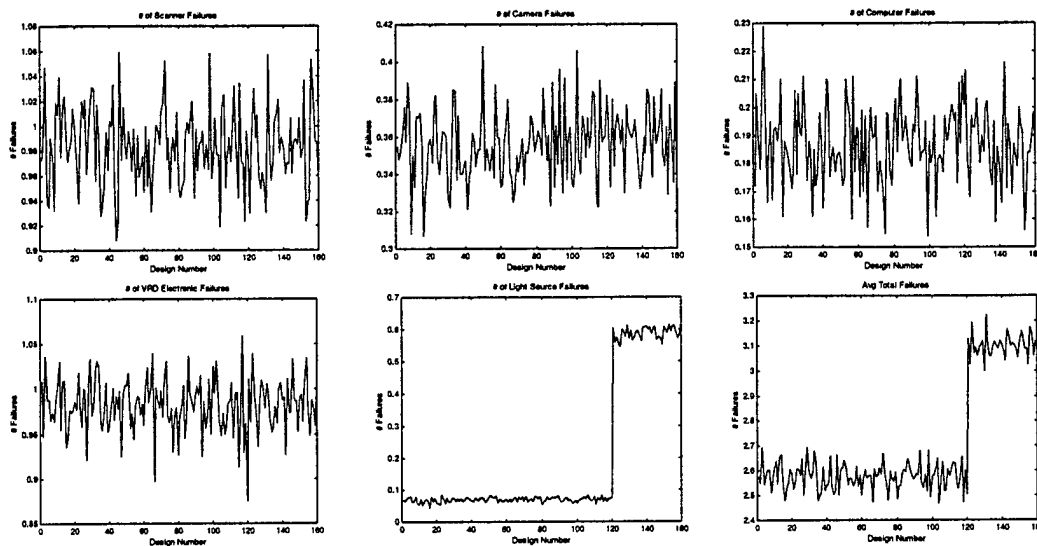 # of Scanner Failures
1.08
1.06
1.04
1.02
1
0.98
0.96
0.94
0.92
0.9
# Failures
0 20 40 60 80 100 120 140 160
Design Number
# of Camera Failures
0.42
0.4
0.38
0.36
0.34
0.32
0.3
# Failures
0 20 40 60 80 100 120 140 160
Design Number
# of Computer Failures
0.23
0.22
0.21
0.2
0.19
0.18
0.17
0.16
0.15
# Failures
0 20 40 60 80 100 120 140 160
Design Number
# of VRD Electronic Failures
1.1
1.05
1
0.95
0.9
0.85
# Failures
0 20 40 60 80 100 120 140 160
Design Number
# of Light Source Failures
0.7
0.6
0.5
0.4
0.3
0.2
0.1
0
# Failures
0 20 40 60 80 100 120 140 160
Design Number
Avg Total Failures
3.3
3.2
3.1
3
2.9
2.8
2.7
2.6
2.5
2.4
# Failures
0 20 40 60 80 100 120 140 160
Design Number